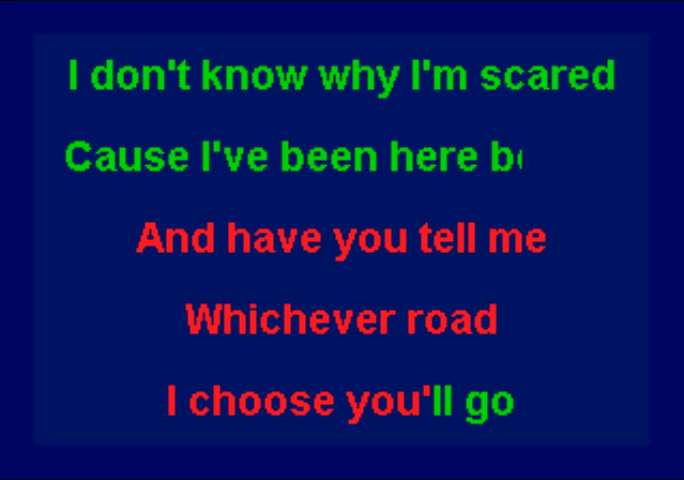 I don't know why I'm scared
Cause I've been here
And have you tell me
Whichever road
I choose you'll go